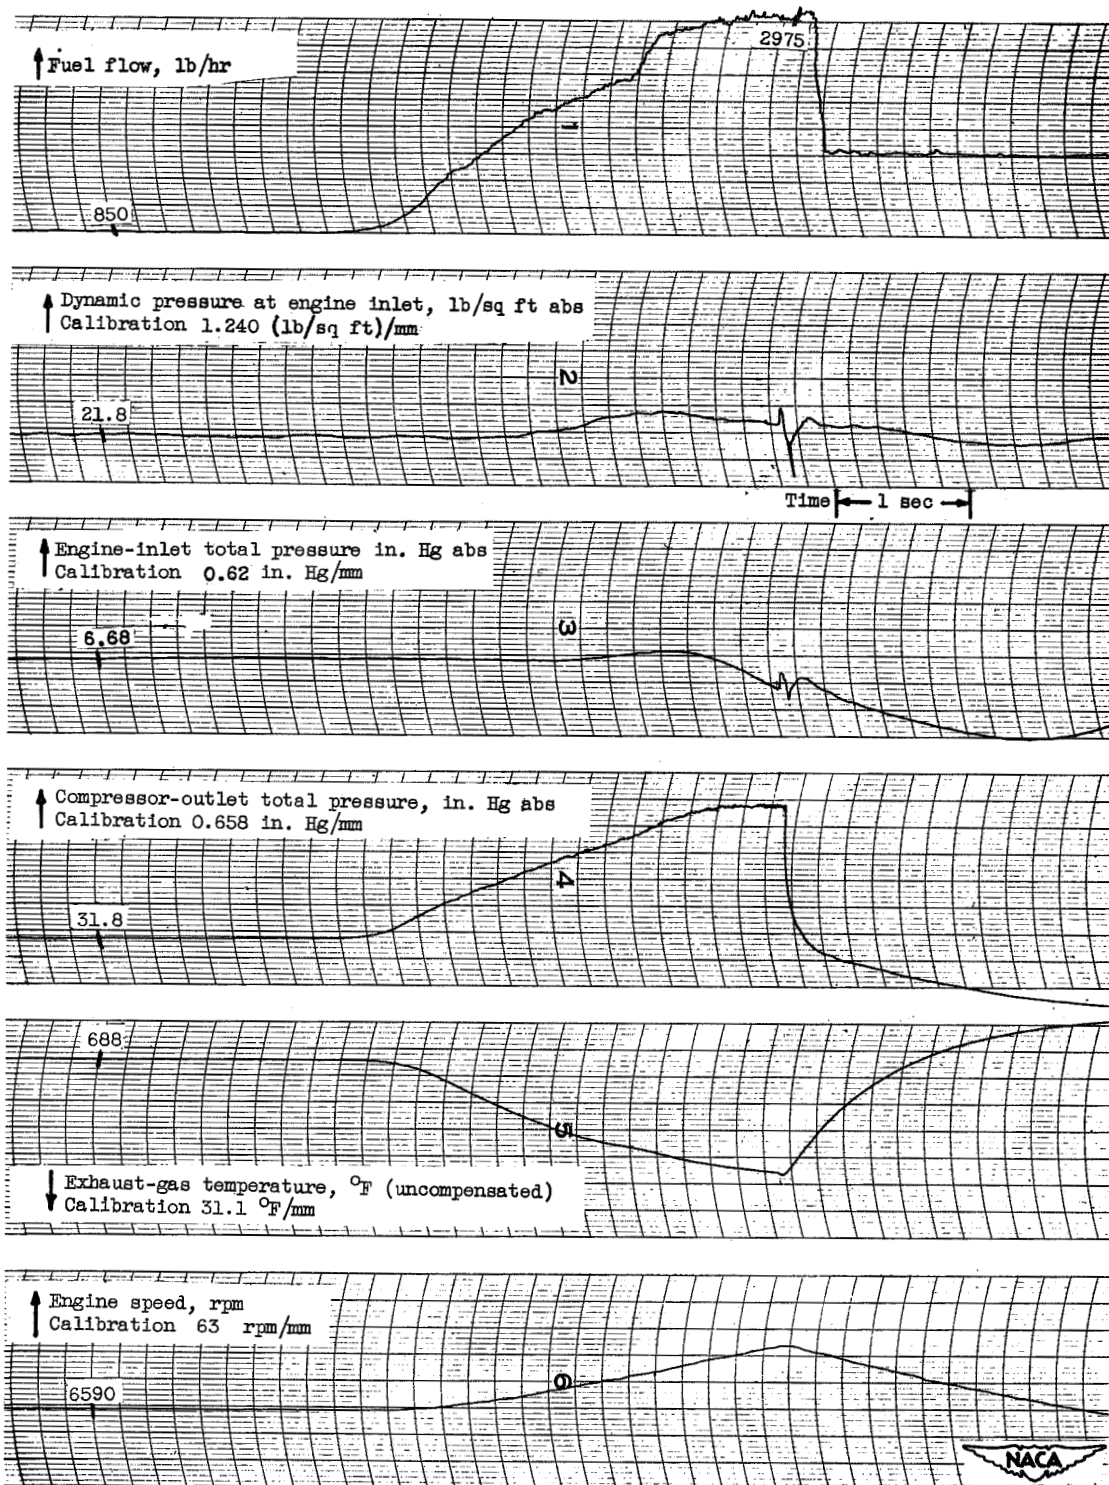 Fuel flow, lb/hr
2975
1
850
Dynamic pressure at engine inlet, lb/sq ft abs
Calibration 1.240 (lb/sq ft)/mm
2
21.8
Time 1 sec
Engine-inlet total pressure in. Hg abs
Calibration 0.62 in. Hg/mm
3
6.68
Compressor-outlet total pressure, in. Hg abs
Calibration 0.658 in. Hg/mm
4
31.8
688
5
Exhaust-gas temperature, °F (uncompensated)
Calibration 31.1 °F/mm
Engine speed, rpm
Calibration 63 rpm/mm
6
6590
NACA